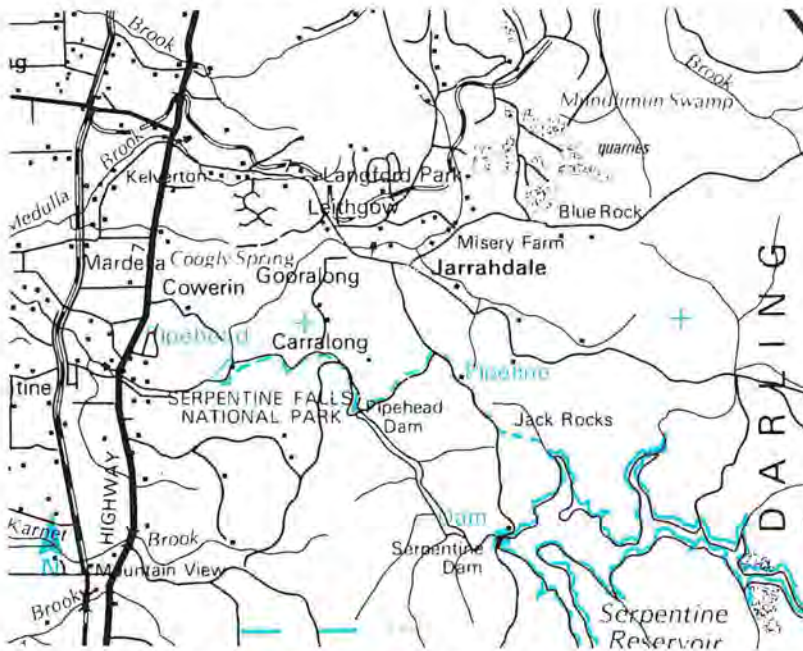 Brook
Brook
Mundlimun Swamp
quarries
Brook
Kelverton
Langford Park
Leithgow
Blue Rock
Medulla
Misery Farm
Mardella
Coogly Spring
Gooralong
Jarrahdale
Cowerin
Pipehead
Carralong
Pipeline
tine
SERPENTINE FALLS
NATIONAL PARK
Pipehead
Dam
Jack Rocks
DARLING
HIGHWAY
Dam
Karnet
Brook
Serpentine
Dam
N
Mountain View
Brook
Serpentine
Reservoir